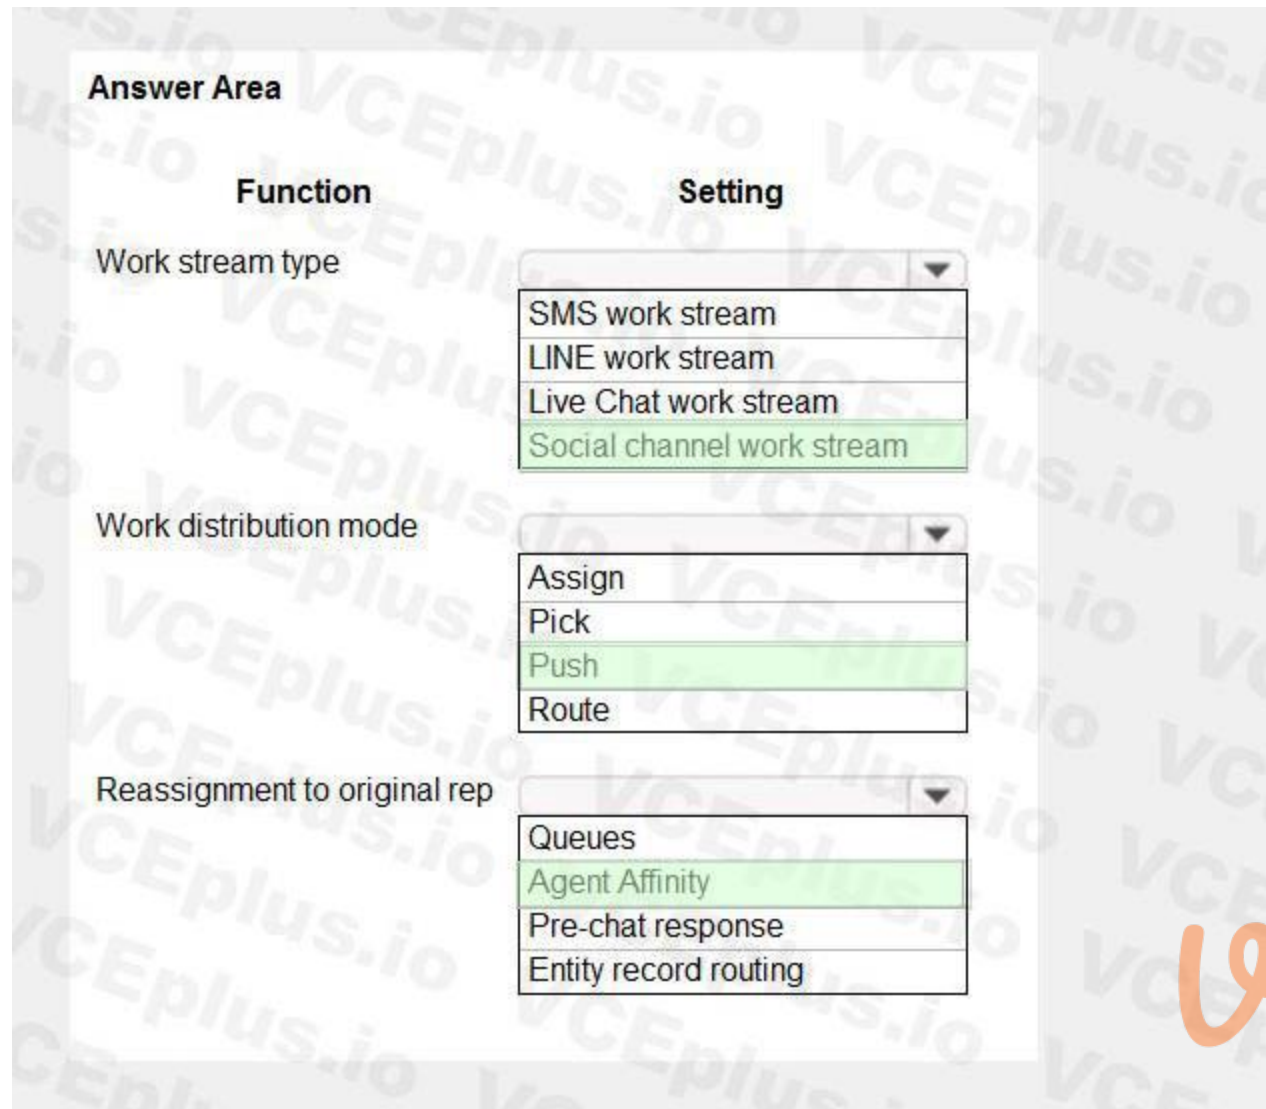 Answer Area
Function Setting
Work stream type
SMS work stream
LINE work stream
Live Chat work stream
Social channel work stream
Work distribution mode
Assign
Pick
Push
Route
Reassignment to original rep
Queues
Agent Affinity
Pre-chat response
Entity record routing
VCEplus.io